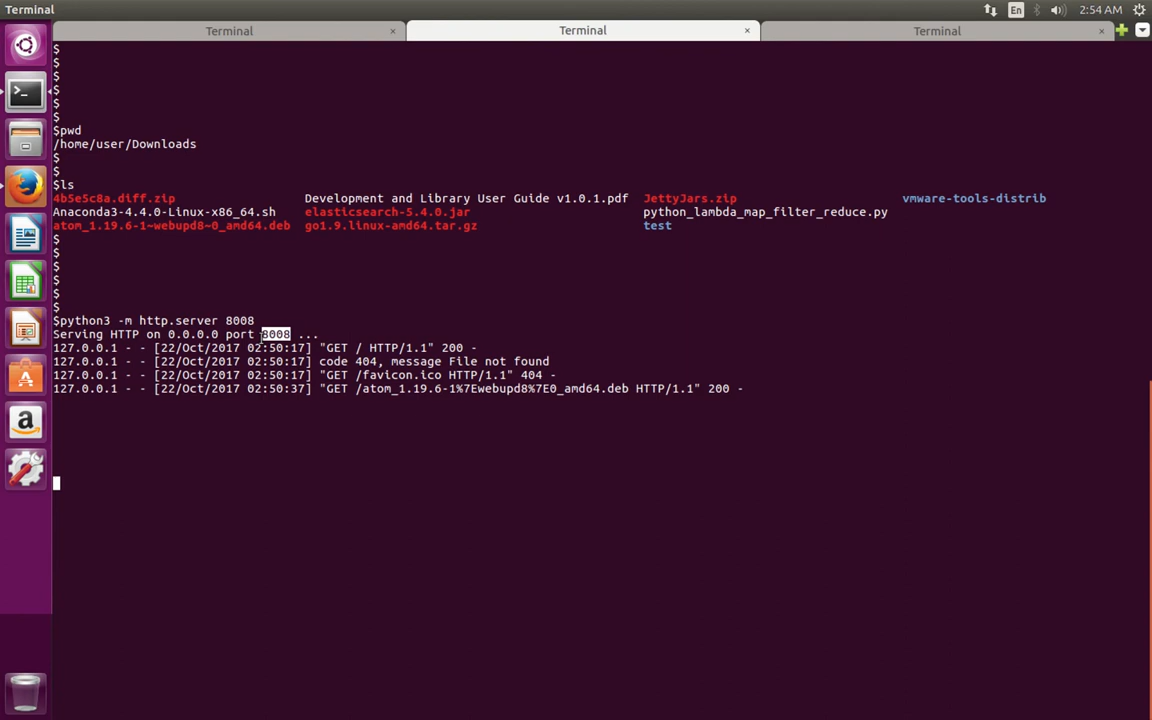 Terminal
En
2:54 AM
Terminal × Terminal × Terminal ×
$
$
$
$
$
$
$pwd
/home/user/Downloads
$
$
$ls
4b5e5c8a.diff.zip Development and Library User Guide v1.0.1.pdf JettyJars.zip vmware-tools-distrib
Anaconda3-4.4.0-Linux-x86_64.sh elasticsearch-5.4.0.jar python_lambda_map_filter_reduce.py
atom_1.19.6-1~webupd8~0_amd64.deb go1.9.linux-amd64.tar.gz test
$
$
$
$
$
$
$python3 -m http.server 8008
Serving HTTP on 0.0.0.0 port 8008 ...
127.0.0.1 - - [22/Oct/2017 02:50:17] "GET / HTTP/1.1" 200 -
127.0.0.1 - - [22/Oct/2017 02:50:17] code 404, message File not found
127.0.0.1 - - [22/Oct/2017 02:50:17] "GET /favicon.ico HTTP/1.1" 404 -
127.0.0.1 - - [22/Oct/2017 02:50:37] "GET /atom_1.19.6-1%7Ewebupd8%7E0_amd64.deb HTTP/1.1" 200 -